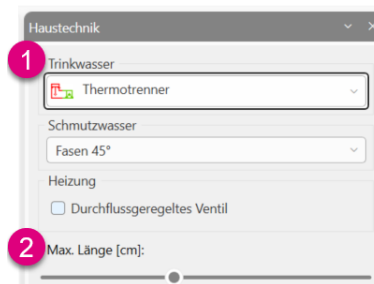 Haustechnik
1
Trinkwasser
Thermotrenner
Schmutzwasser
Fasen 45°
Heizung
Durchflussgeregeltes Ventil
2
Max. Länge [cm]: